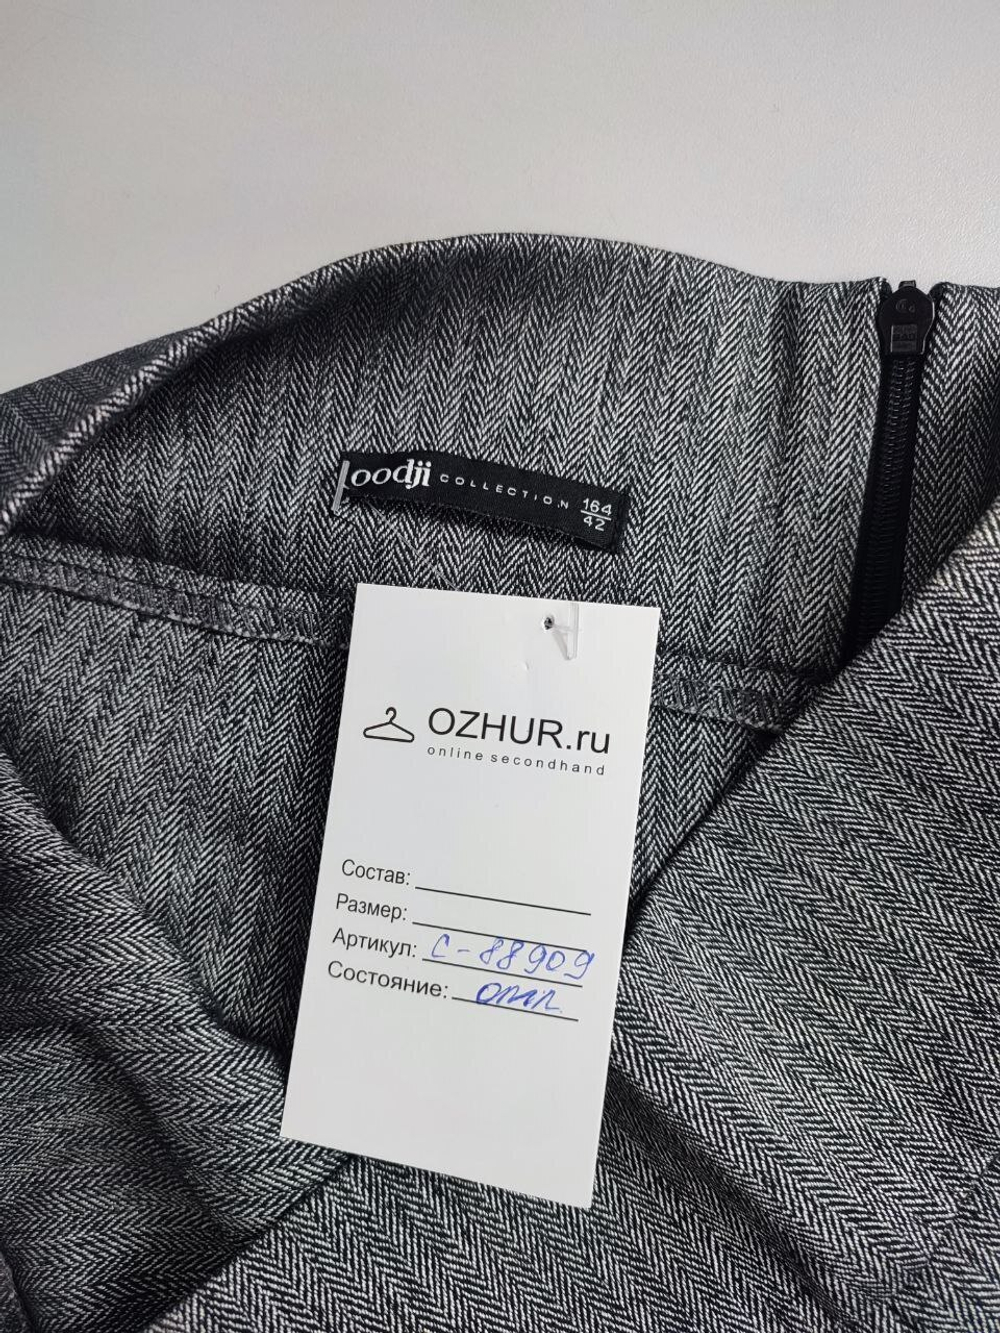 oodji COLLECTION 164
42
OZHUR.ru
online secondhand
Состав:
Размер:
Артикул: С-88909
Состояние: отл.